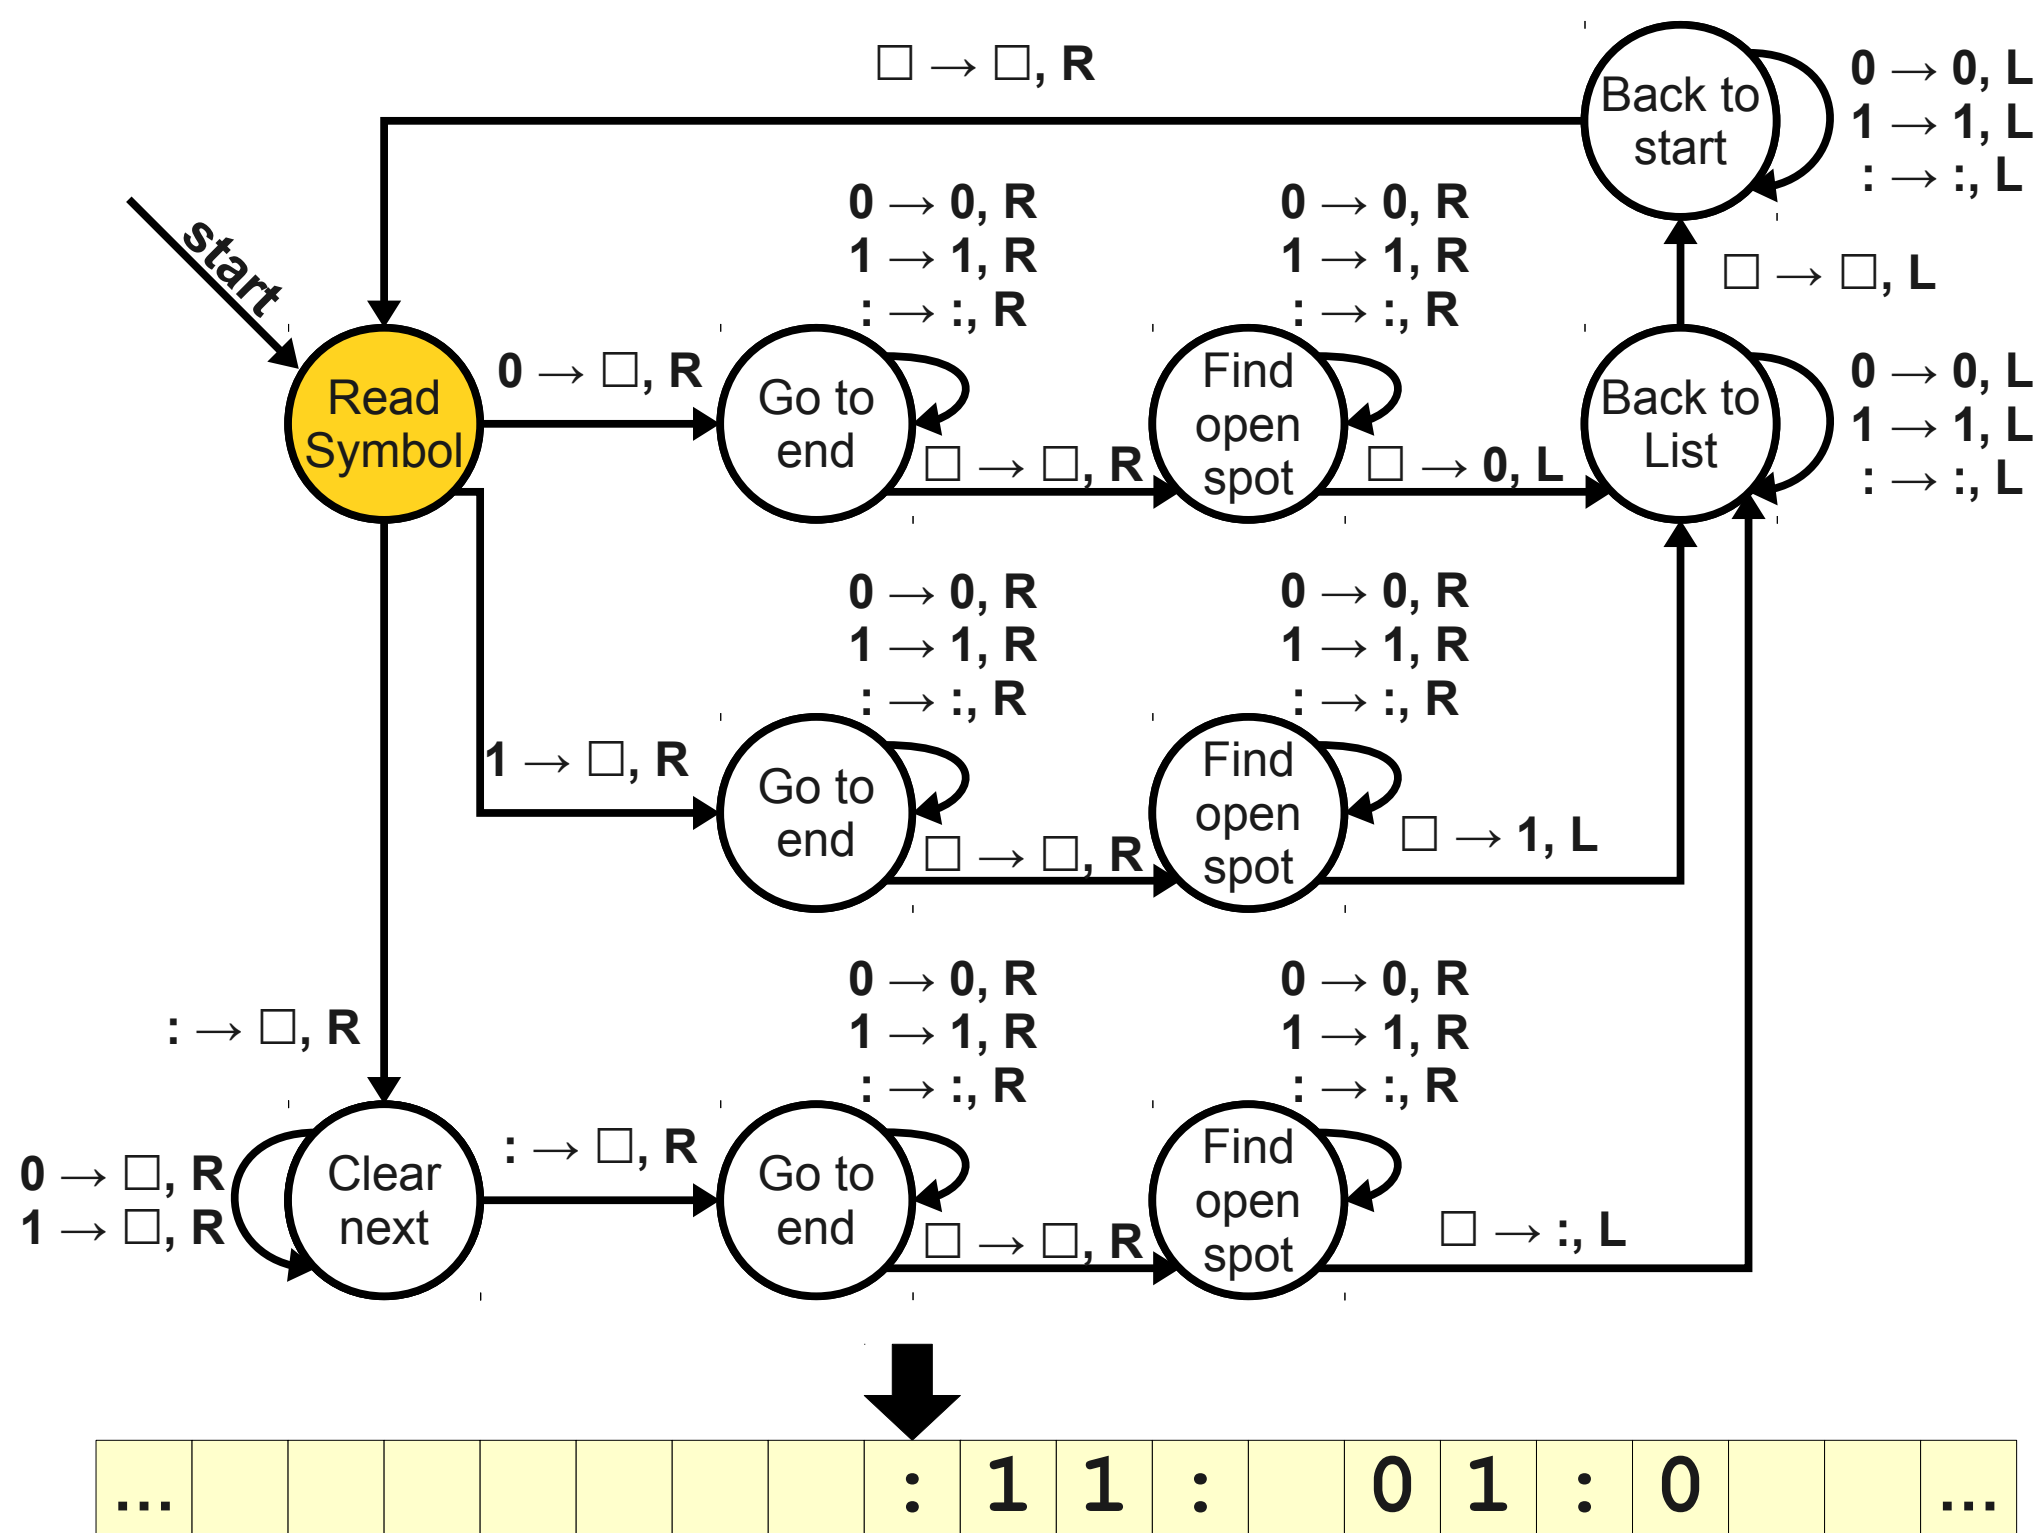 □ → □, R
Back to
start
0 → 0, L
1 → 1, L
: → :, L
start
0 → 0, R
1 → 1, R
: → :, R
0 → 0, R
1 → 1, R
: → :, R
□ → □, L
Read
Symbol
0 → □, R
Go to
end
□ → □, R
Find
open
spot
□ → 0, L
Back to
List
0 → 0, L
1 → 1, L
: → :, L
0 → 0, R
1 → 1, R
: → :, R
0 → 0, R
1 → 1, R
: → :, R
1 → □, R
Go to
end
□ → □, R
Find
open
spot
□ → 1, L
0 → 0, R
1 → 1, R
: → :, R
0 → 0, R
1 → 1, R
: → :, R
: → □, R
0 → □, R
1 → □, R
Clear
next
: → □, R
Go to
end
□ → □, R
Find
open
spot
□ → :, L
... : 1 1 : 0 1 : 0 ...